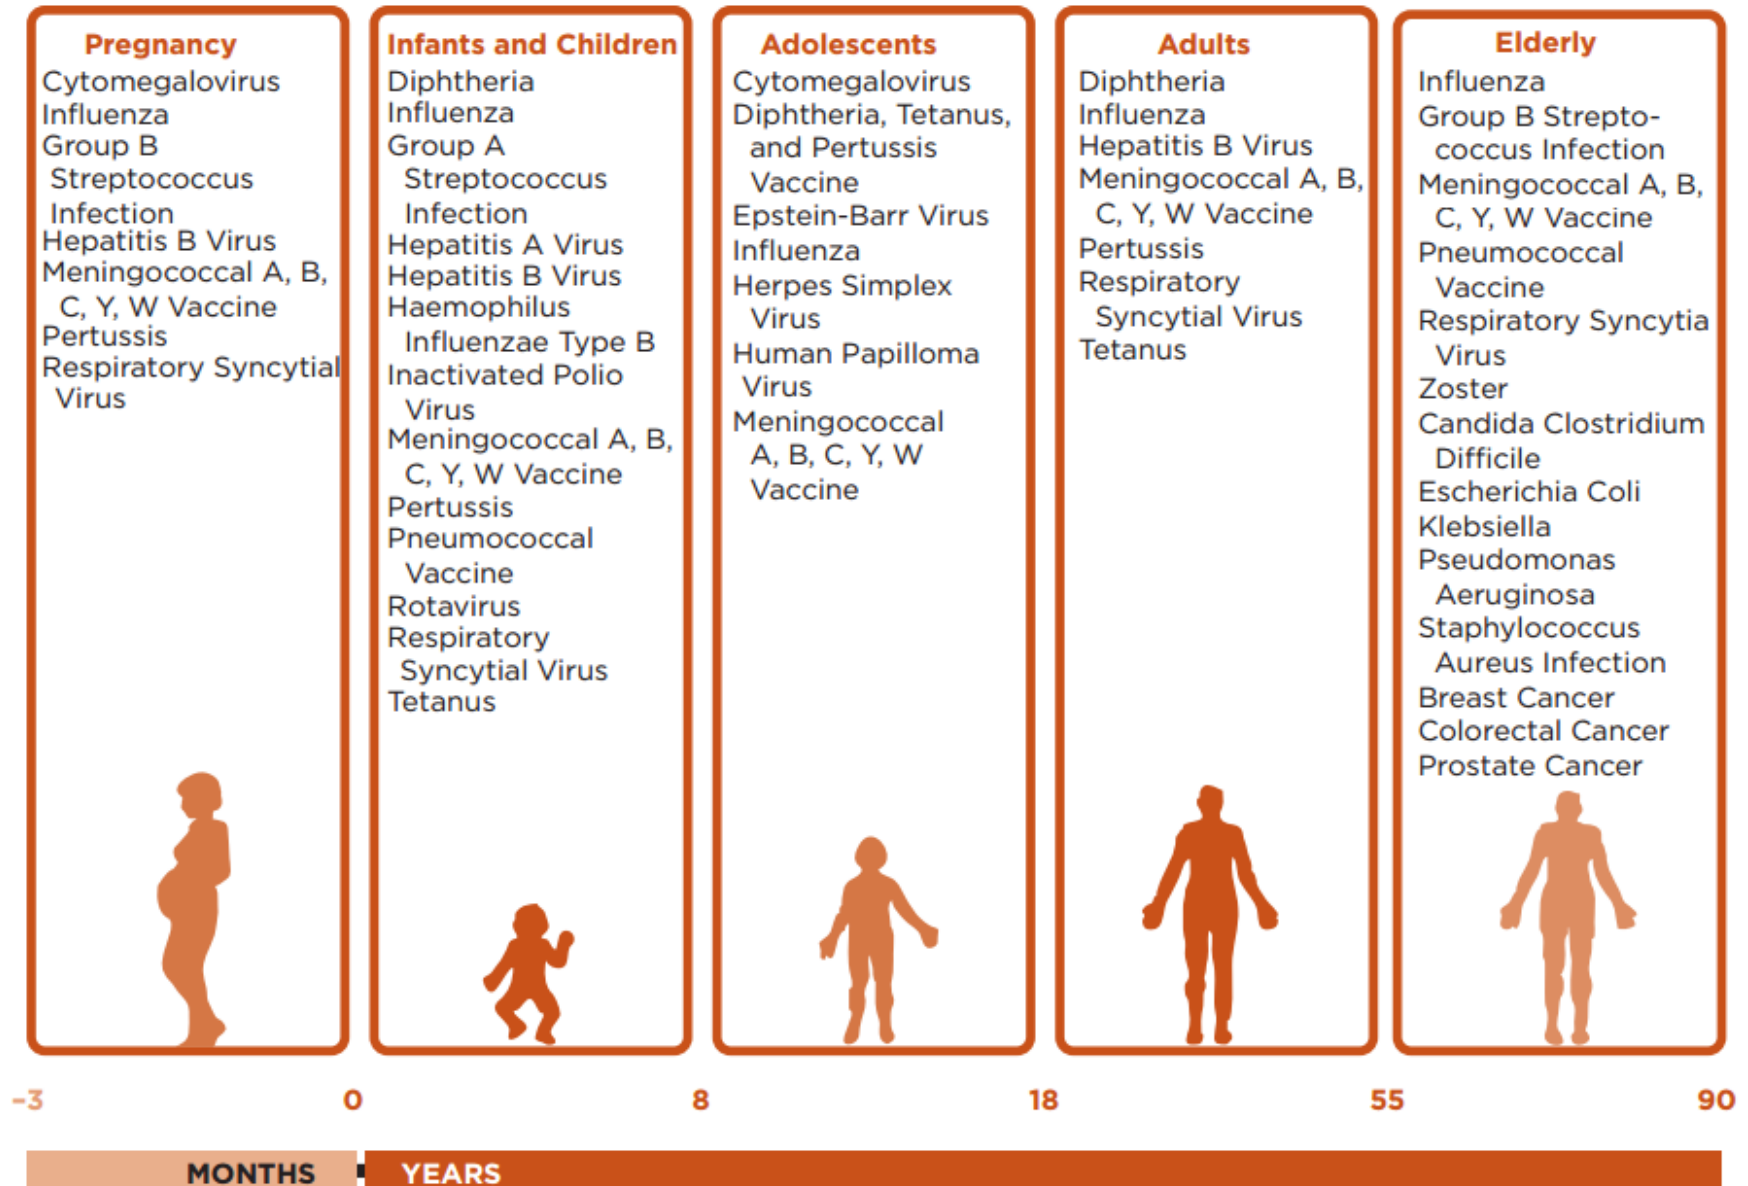 Pregnancy
Cytomegalovirus
Influenza
Group B
Streptococcus
Infection
Hepatitis B Virus
Meningococcal A, B,
C, Y, W Vaccine
Pertussis
Respiratory Syncytial
Virus
Infants and Children
Diphtheria
Influenza
Group A
Streptococcus
Infection
Hepatitis A Virus
Hepatitis B Virus
Haemophilus
Influenzae Type B
Inactivated Polio
Virus
Meningococcal A, B,
C, Y, W Vaccine
Pertussis
Pneumococcal
Vaccine
Rotavirus
Respiratory
Syncytial Virus
Tetanus
Adolescents
Cytomegalovirus
Diphtheria, Tetanus,
and Pertussis
Vaccine
Epstein-Barr Virus
Influenza
Herpes Simplex
Virus
Human Papilloma
Virus
Meningococcal
A, B, C, Y, W
Vaccine
Adults
Diphtheria
Influenza
Hepatitis B Virus
Meningococcal A, B,
C, Y, W Vaccine
Pertussis
Respiratory
Syncytial Virus
Tetanus
Elderly
Influenza
Group B Strepto-
coccus Infection
Meningococcal A, B,
C, Y, W Vaccine
Pneumococcal
Vaccine
Respiratory Syncytia
Virus
Zoster
Candida Clostridium
Difficile
Escherichia Coli
Klebsiella
Pseudomonas
Aeruginosa
Staphylococcus
Aureus Infection
Breast Cancer
Colorectal Cancer
Prostate Cancer
–3 0 8 18 55 90
MONTHS YEARS